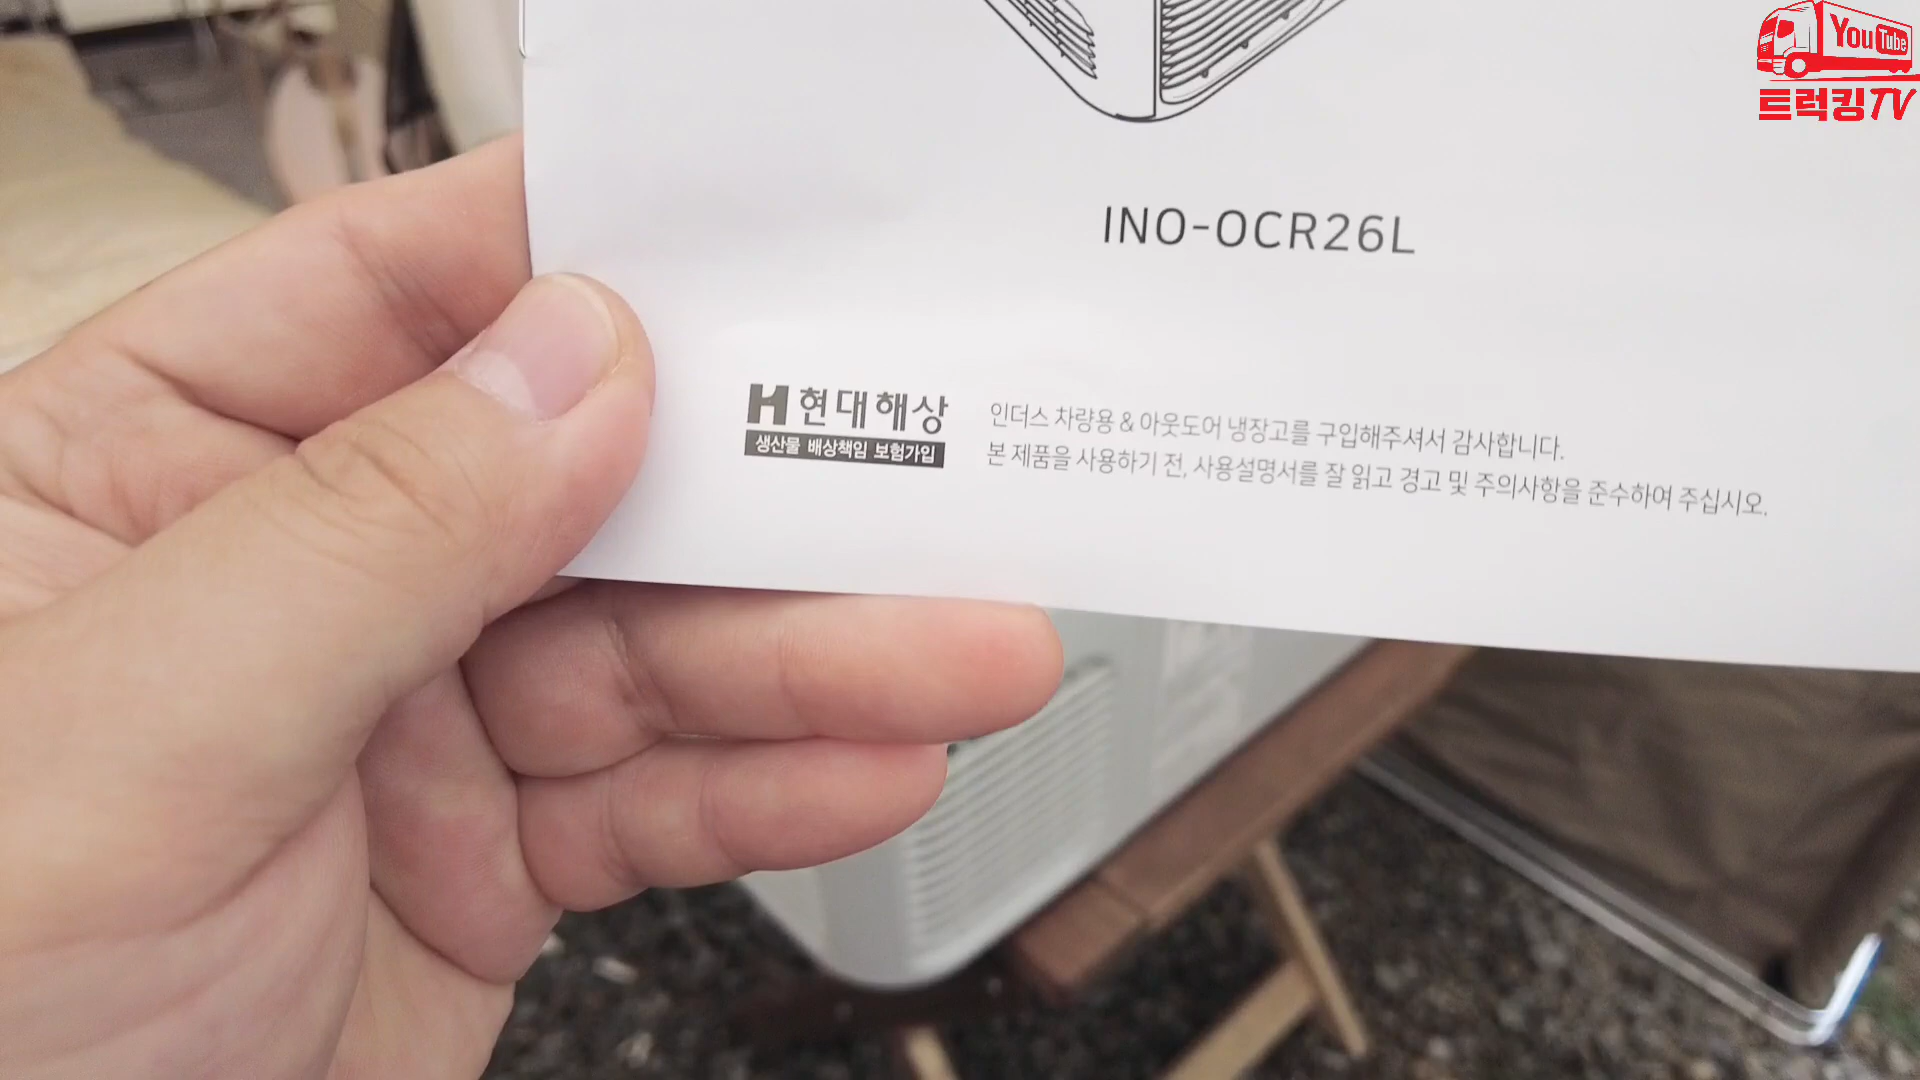 YouTube
트럭킹TV
INO-OCR26L
현대해상
생산물 배상책임 보험가입
인더스 차량용 & 아웃도어 냉장고를 구입해주셔서 감사합니다.
본 제품을 사용하기 전, 사용설명서를 잘 읽고 경고 및 주의사항을 준수하여 주십시오.